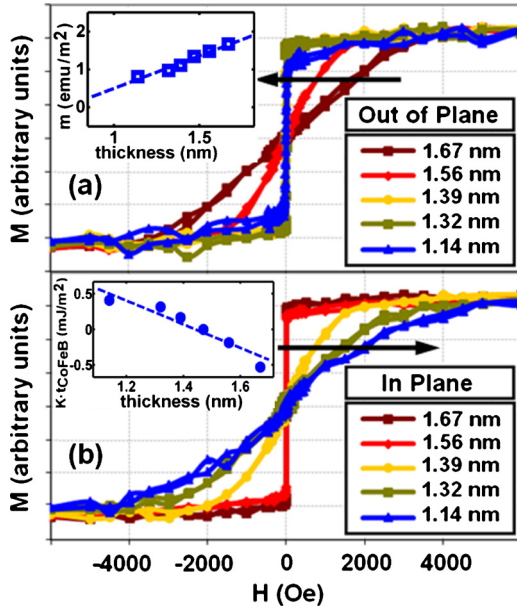 2
1
0
m (emu/m²)
1
1.5
thickness (nm)
M (arbitrary units)
(a)
Out of Plane
1.67 nm
1.56 nm
1.39 nm
1.32 nm
1.14 nm
0.5
0
-0.5
K·tCoFeB (mJ/m²)
1.2
1.4
1.6
thickness (nm)
M (arbitrary units)
(b)
In Plane
1.67 nm
1.56 nm
1.39 nm
1.32 nm
1.14 nm
-4000
-2000
0
2000
4000
H (Oe)